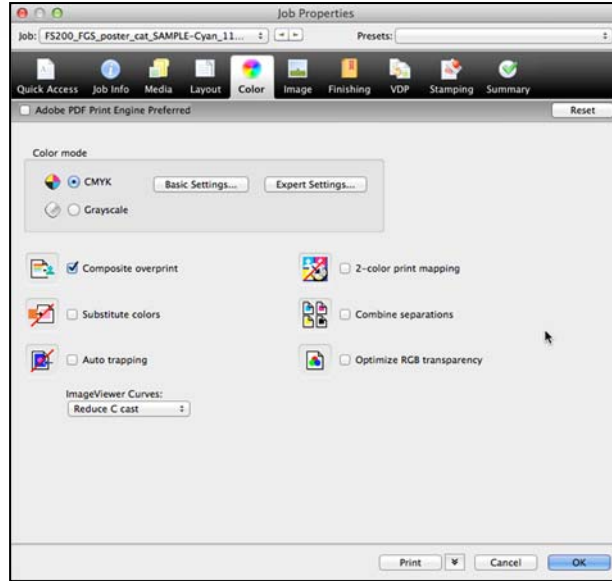 Job Properties
Job: FS200_FGS_poster_cat_SAMPLE-Cyan_11... Presets:
Quick Access Job Info Media Layout Color Image Finishing VDP Stamping Summary
Adobe PDF Print Engine Preferred Reset
Color mode
CMYK Basic Settings... Expert Settings...
Grayscale
Composite overprint 2-color print mapping
Substitute colors Combine separations
Auto trapping Optimize RGB transparency
ImageViewer Curves:
Reduce C cast
Print Cancel OK